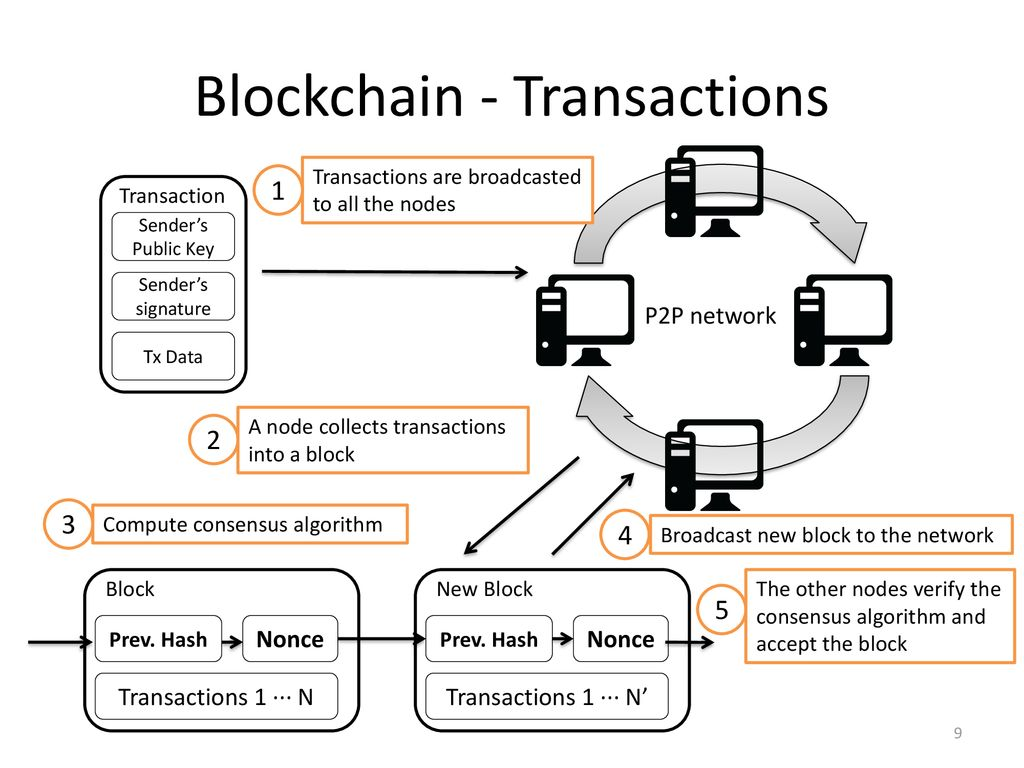 Blockchain - Transactions
Transaction
Sender’s
Public Key
Sender’s
signature
Tx Data
1
Transactions are broadcasted
to all the nodes
P2P network
2
A node collects transactions
into a block
3
Compute consensus algorithm
4
Broadcast new block to the network
Block
Prev. Hash
Nonce
Transactions 1 ··· N
New Block
Prev. Hash
Nonce
Transactions 1 ··· N’
5
The other nodes verify the
consensus algorithm and
accept the block
9